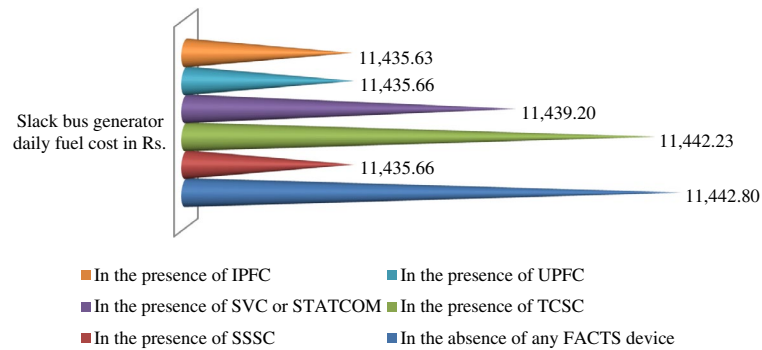 11,435.63
11,435.66
11,439.20
Slack bus generator
daily fuel cost in Rs.
11,442.23
11,435.66
11,442.80
In the presence of IPFC
In the presence of UPFC
In the presence of SVC or STATCOM
In the presence of TCSC
In the presence of SSSC
In the absence of any FACTS device